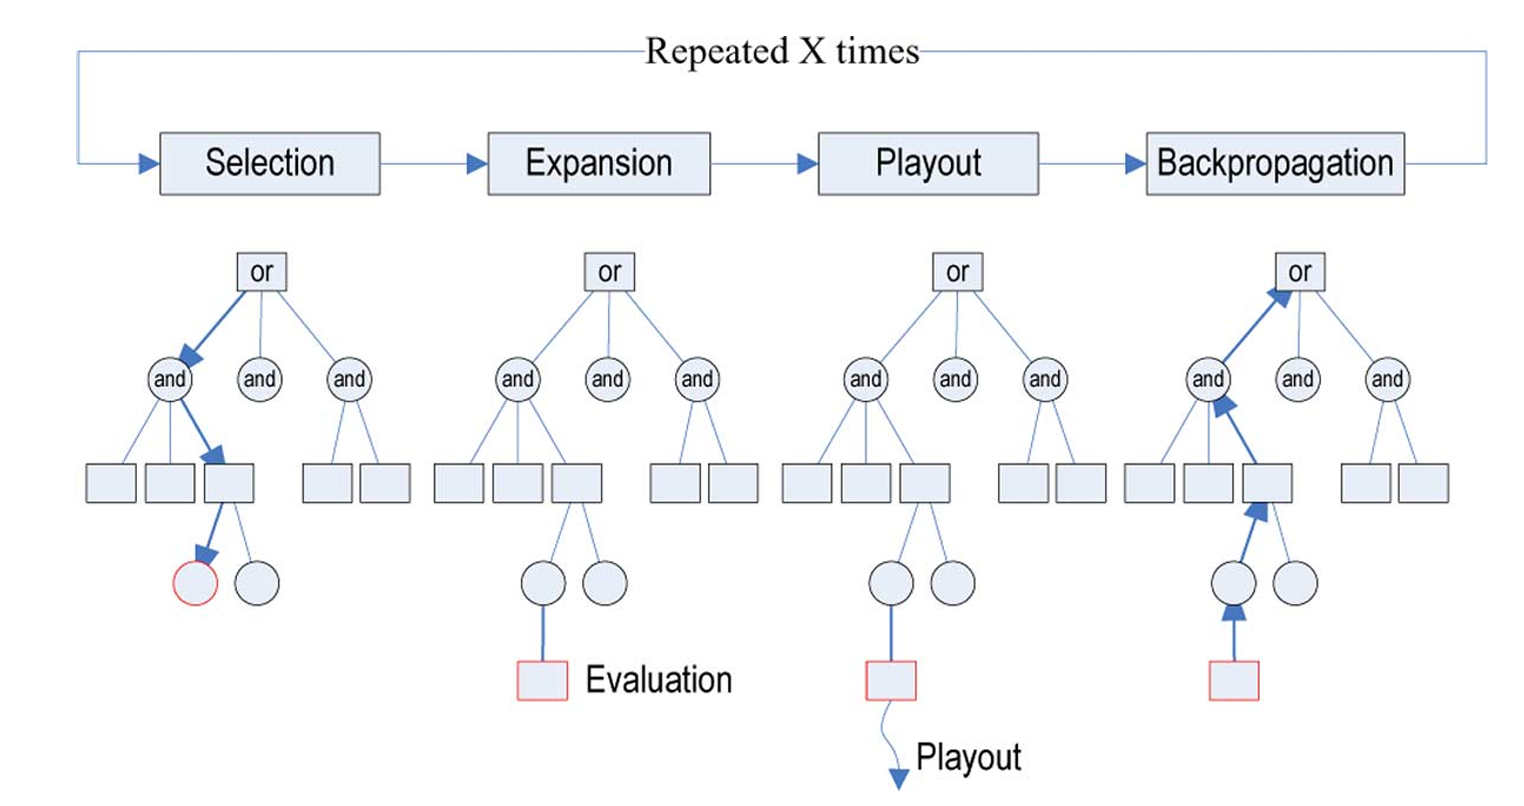 Repeated X times
Selection Expansion Playout Backpropagation
or or or or
and and and and and and and and and and and and
Evaluation
Playout